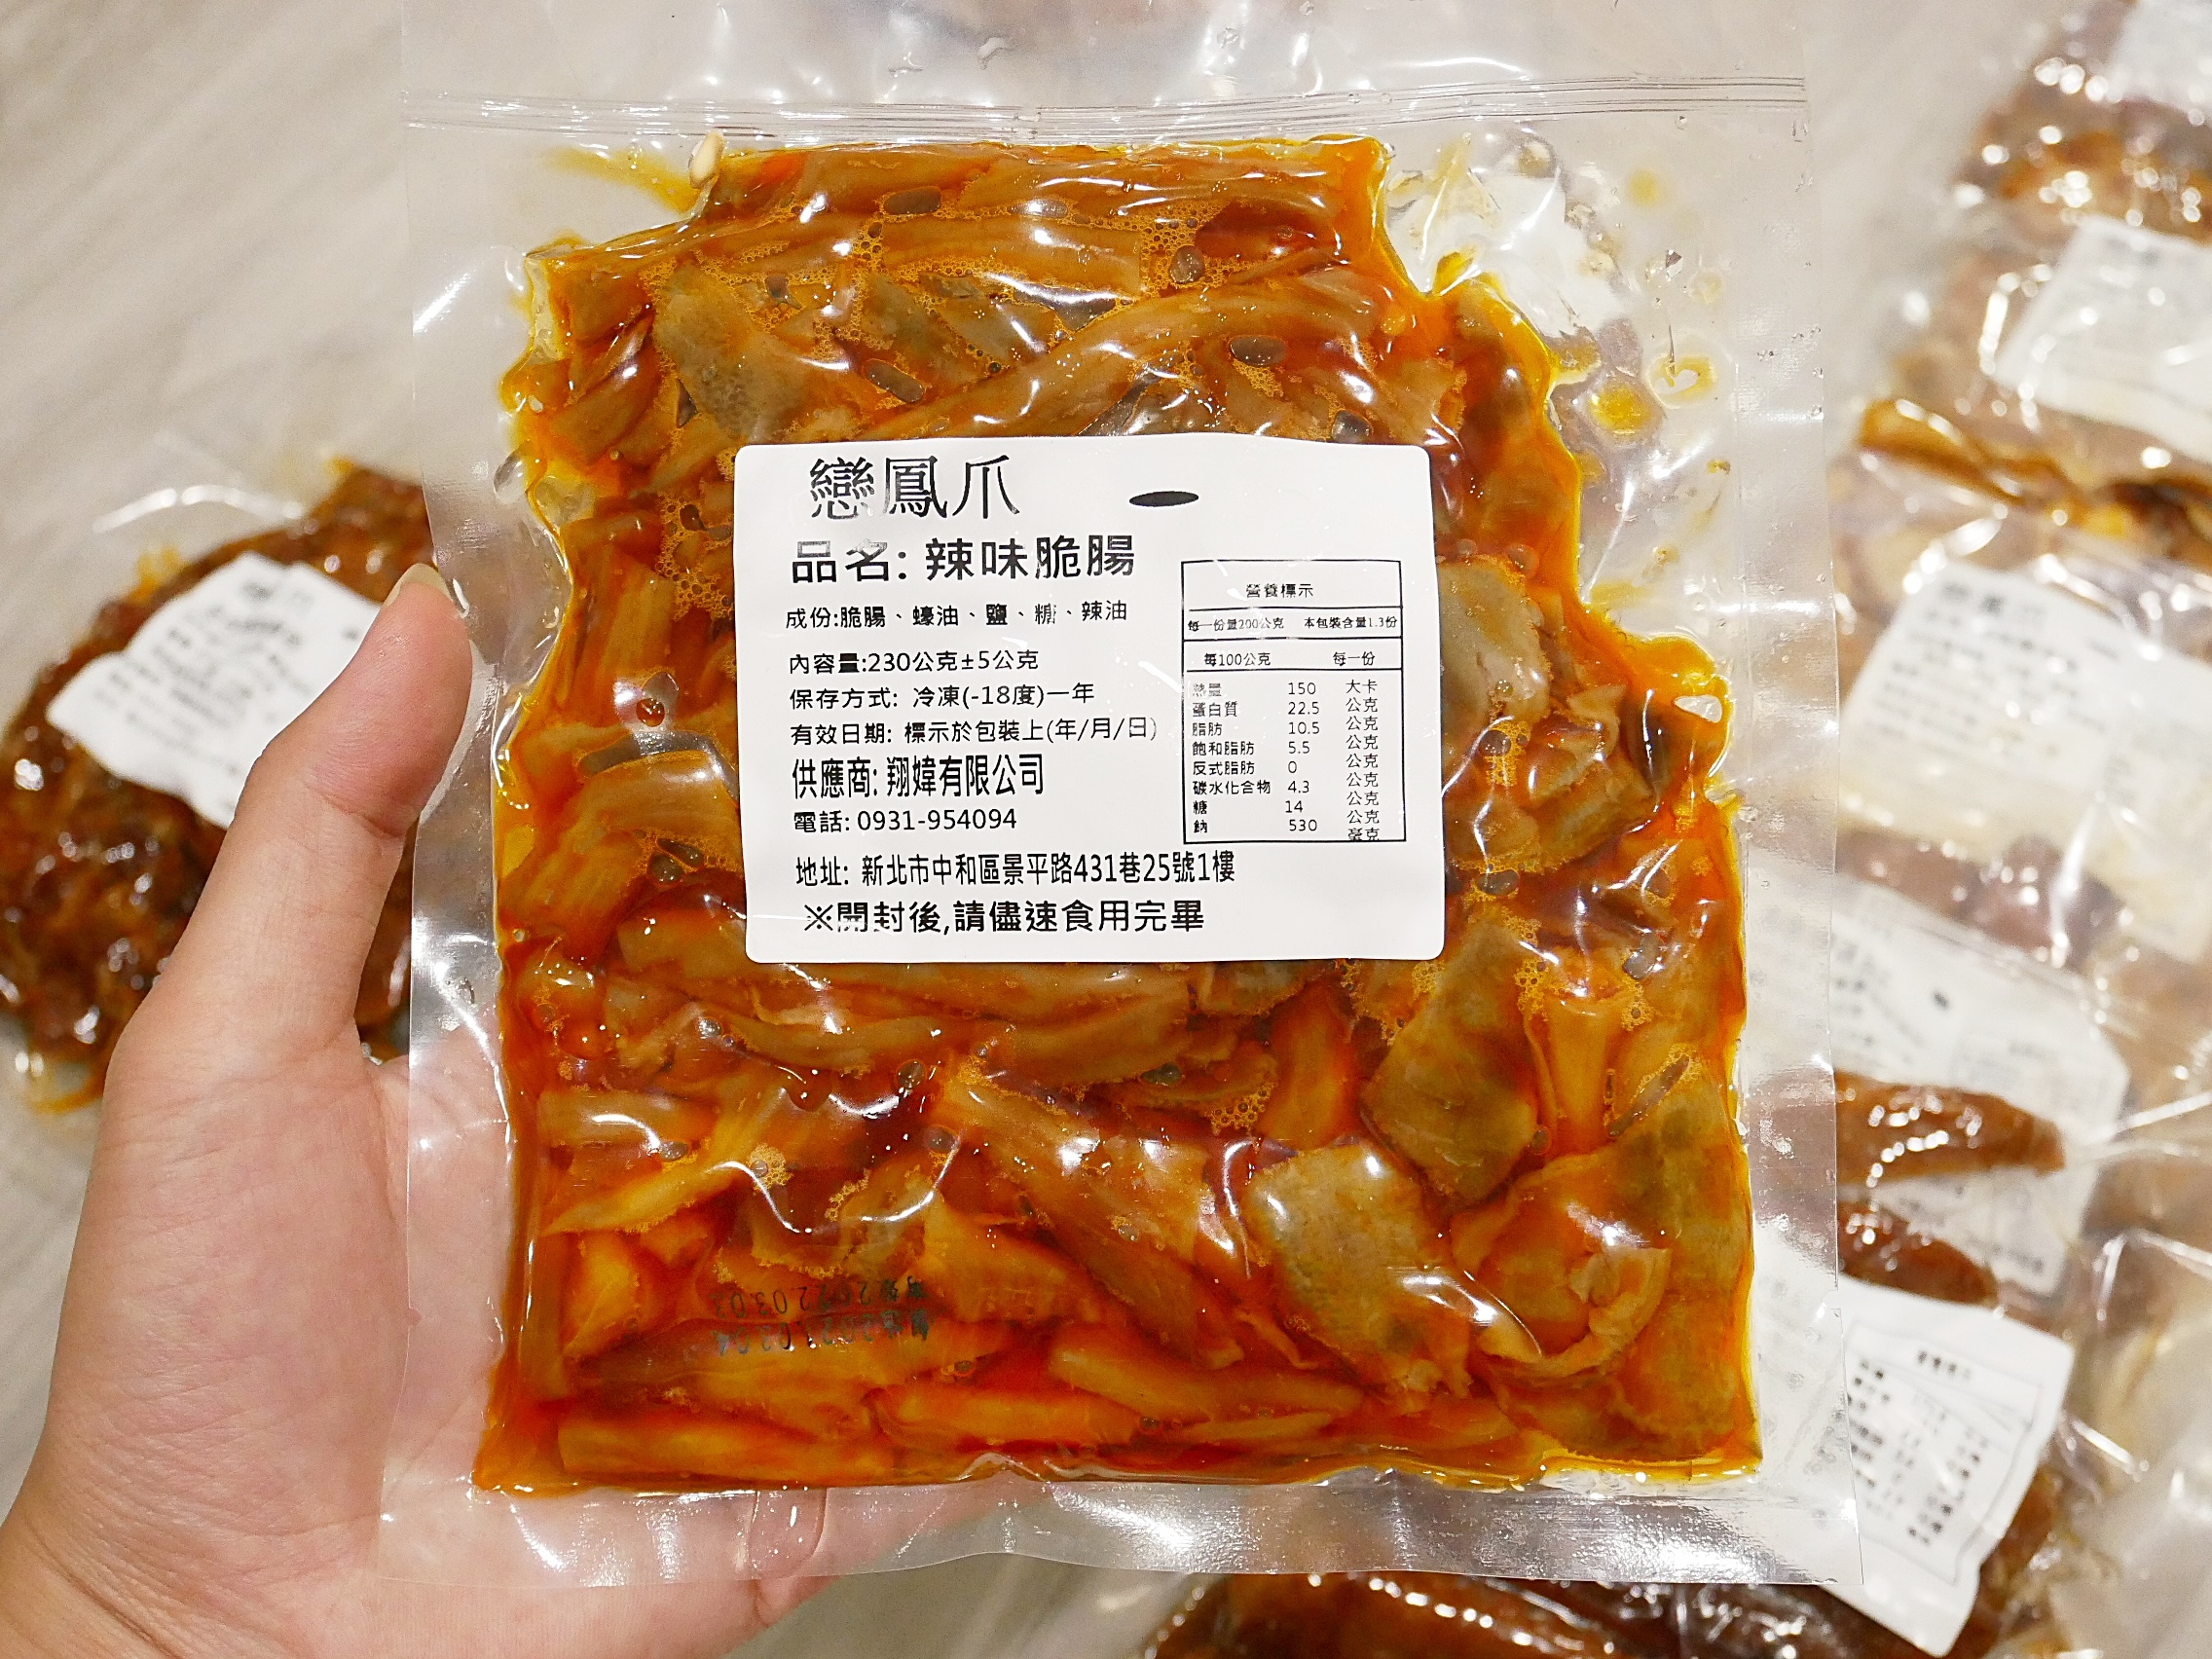 戀鳳爪
品名: 辣味脆腸
成份:脆腸、蠔油、鹽、糖、辣油
內容量:230公克±5公克
保存方式: 冷凍(-18度)一年
有效日期: 標示於包裝上(年/月/日)
供應商: 翔媁有限公司
電話: 0931-954094
地址: 新北市中和區景平路431巷25號1樓
※開封後,請儘速食用完畢
營養標示
每一份量200公克 本包裝含量1.3份
每100公克 每一份
熱量 150 大卡
蛋白質 22.5 公克
脂肪 10.5 公克
飽和脂肪 5.5 公克
反式脂肪 0 公克
碳水化合物 4.3 公克
糖 14 公克
公克
鈉 530 毫克